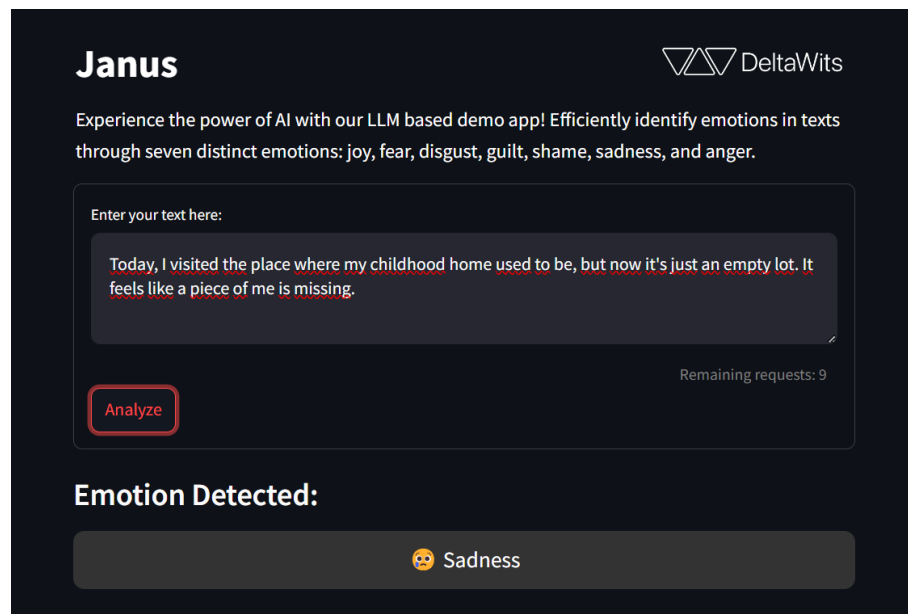 Janus
DeltaWits
Experience the power of AI with our LLM based demo app! Efficiently identify emotions in texts
through seven distinct emotions: joy, fear, disgust, guilt, shame, sadness, and anger.
Enter your text here:
Today, I visited the place where my childhood home used to be, but now it's just an empty lot. It
feels like a piece of me is missing.
Remaining requests: 9
Analyze
Emotion Detected:
😢 Sadness